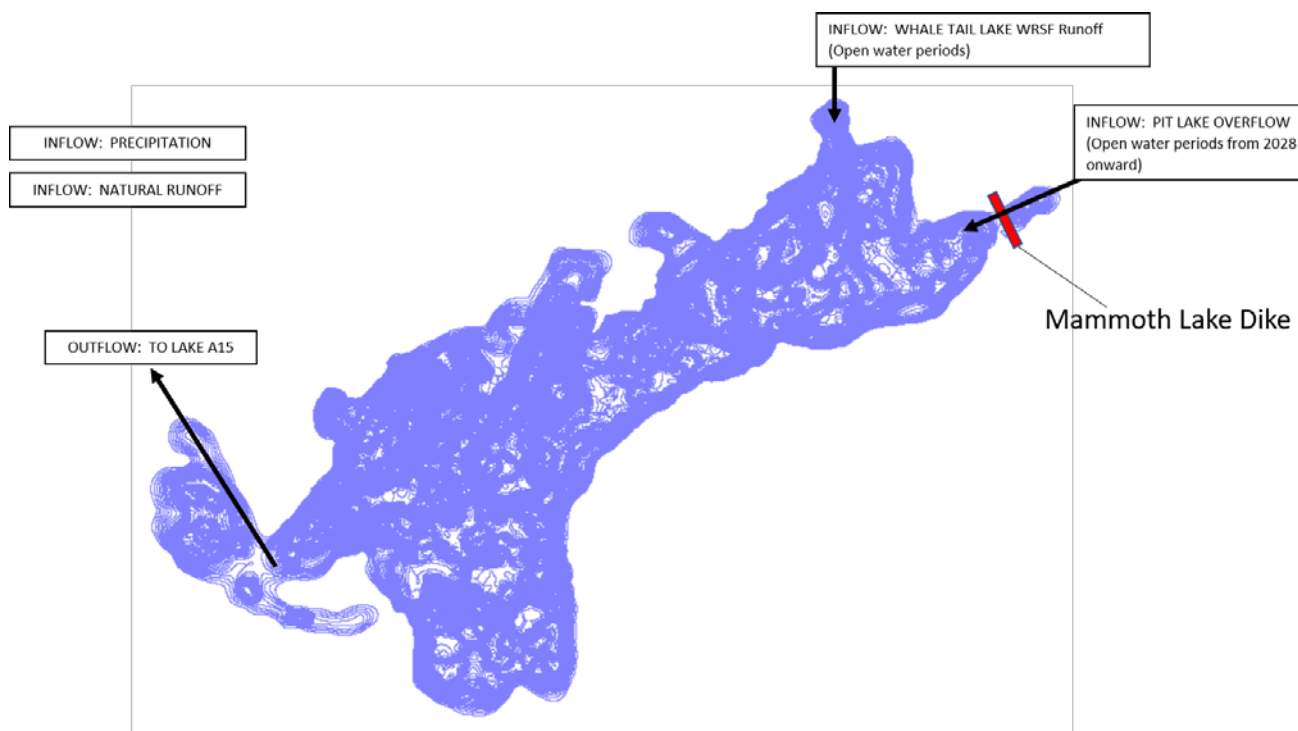 INFLOW: WHALE TAIL LAKE WRSF Runoff
(Open water periods)
INFLOW: PIT LAKE OVERFLOW
(Open water periods from 2028
onward)
INFLOW: PRECIPITATION
INFLOW: NATURAL RUNOFF
Mammoth Lake Dike
OUTFLOW: TO LAKE A15